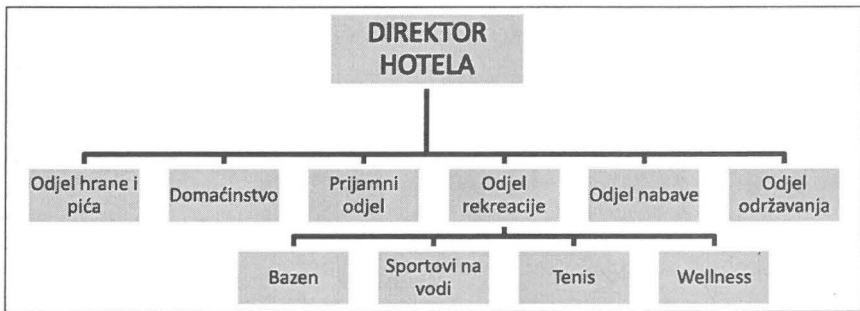 DIREKTOR
HOTELA
Odjel hrane i
pića
Domaćinstvo
Prijamni
odjel
Odjel
rekreacije
Odjel nabave
Odjel
održavanja
Bazen
Sportovi na
vodi
Tenis
Wellness